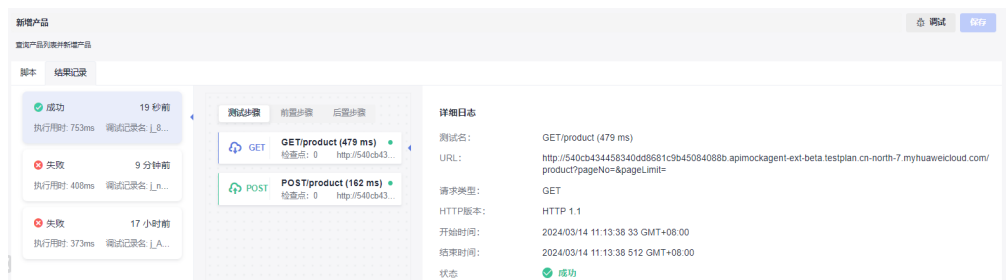 新增产品
调试
保存
查询产品列表并新增产品
脚本 结果记录
成功 19 秒前
执行用时: 753ms 调试记录名: j_8...
失败 9 分钟前
执行用时: 408ms 调试记录名: j_n...
失败 17 小时前
执行用时: 373ms 调试记录名: j_A...
测试步骤 前置步骤 后置步骤
GET GET/product (479 ms)
检查点: 0 http://540cb43...
POST POST/product (162 ms)
检查点: 0 http://540cb43...
详细日志
测试名: GET/product (479 ms)
URL: http://540cb434458340dd8681c9b45084088b.apimockagent-ext-beta.testplan.cn-north-7.myhuaweicloud.com/
product?pageNo=&pageLimit=
请求类型: GET
HTTP版本: HTTP 1.1
开始时间: 2024/03/14 11:13:38 33 GMT+08:00
结束时间: 2024/03/14 11:13:38 512 GMT+08:00
状态 成功